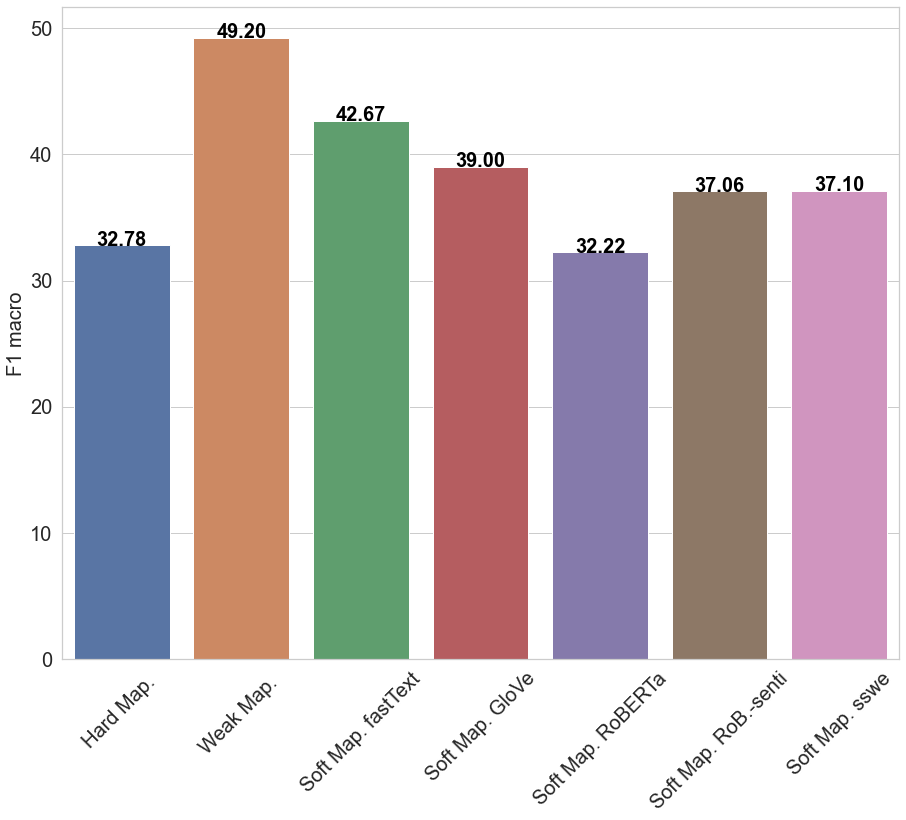 F1 macro
50
40
30
20
10
0
32.78
49.20
42.67
39.00
32.22
37.06
37.10
Hard Map.
Weak Map.
Soft Map. fastText
Soft Map. GloVe
Soft Map. RoBERTa
Soft Map. RoB.-senti
Soft Map. sswe